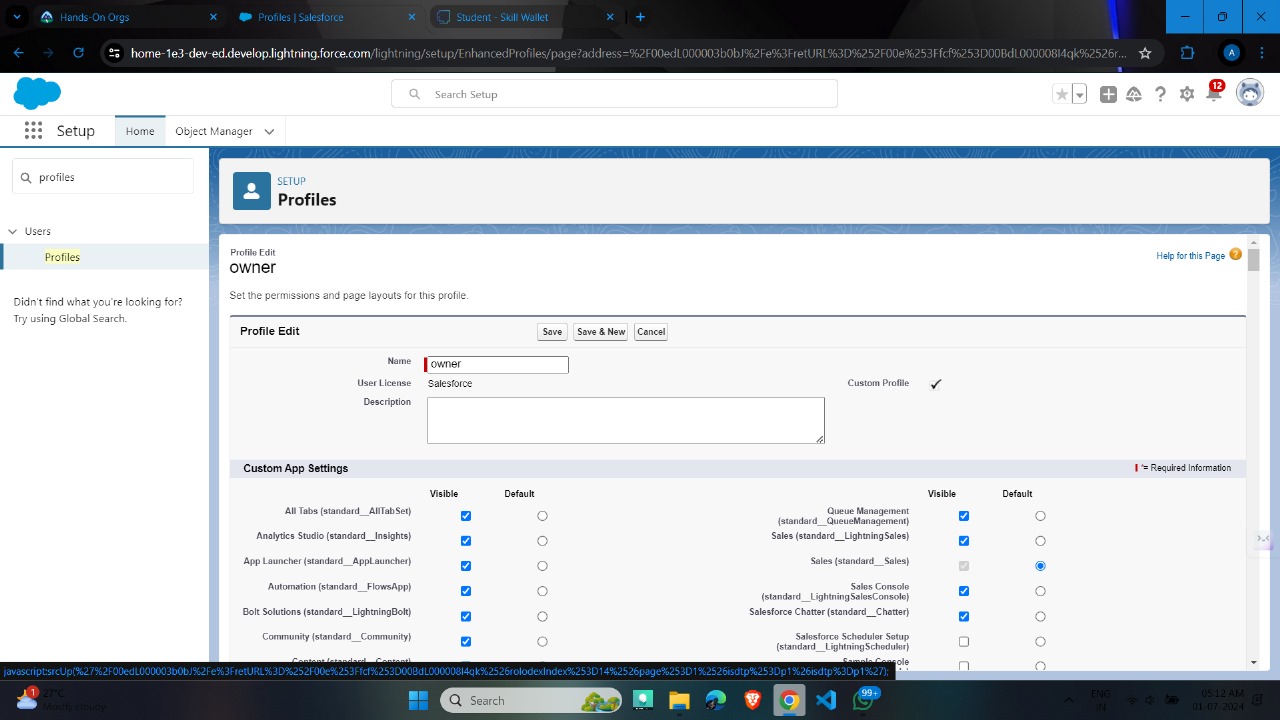 Hands-On Orgs
Profiles | Salesforce
Student - Skill Wallet
home-1e3-dev-ed.develop.lightning.force.com/lightning/setup/EnhancedProfiles/page?address=%2F00edL000003b0bJ%2Fe%3FretURL%3D%252F00e%253Ffcf%253D00BdL000008I4qk%2526r...
A
Search Setup
12
Setup
Home
Object Manager
profiles
SETUP
Profiles
Users
Profiles
Didn't find what you're looking for?
Try using Global Search.
Profile Edit
owner
Help for this Page
Set the permissions and page layouts for this profile.
Profile Edit
Save
Save & New
Cancel
Name
owner
User License
Salesforce
Custom Profile
Description
Custom App Settings
= Required Information
Visible Default Visible Default
All Tabs (standard__AllTabSet)
Queue Management
(standard__QueueManagement)
Analytics Studio (standard__Insights)
Sales (standard__LightningSales)
App Launcher (standard__AppLauncher)
Sales (standard__Sales)
Automation (standard__FlowsApp)
Sales Console
(standard__LightningSalesConsole)
Bolt Solutions (standard__LightningBolt)
Salesforce Chatter (standard__Chatter)
Community (standard__Community)
Salesforce Scheduler Setup
(standard__LightningScheduler)
Content (standard__Content)
Sample Console
javascript:srcUp(%27%2F00edL000003b0bJ%2Fe%3FretURL%3D%252F00e%253Ffcf%253D00BdL000008I4qk%2526rolodexIndex%253D14%2526page%253D1%26isdtp%3Dp1%26isdtp%3Dp1%27);
1
27°C
Mostly cloudy
Search
99+
ENG
IN
05:12 AM
01-07-2024